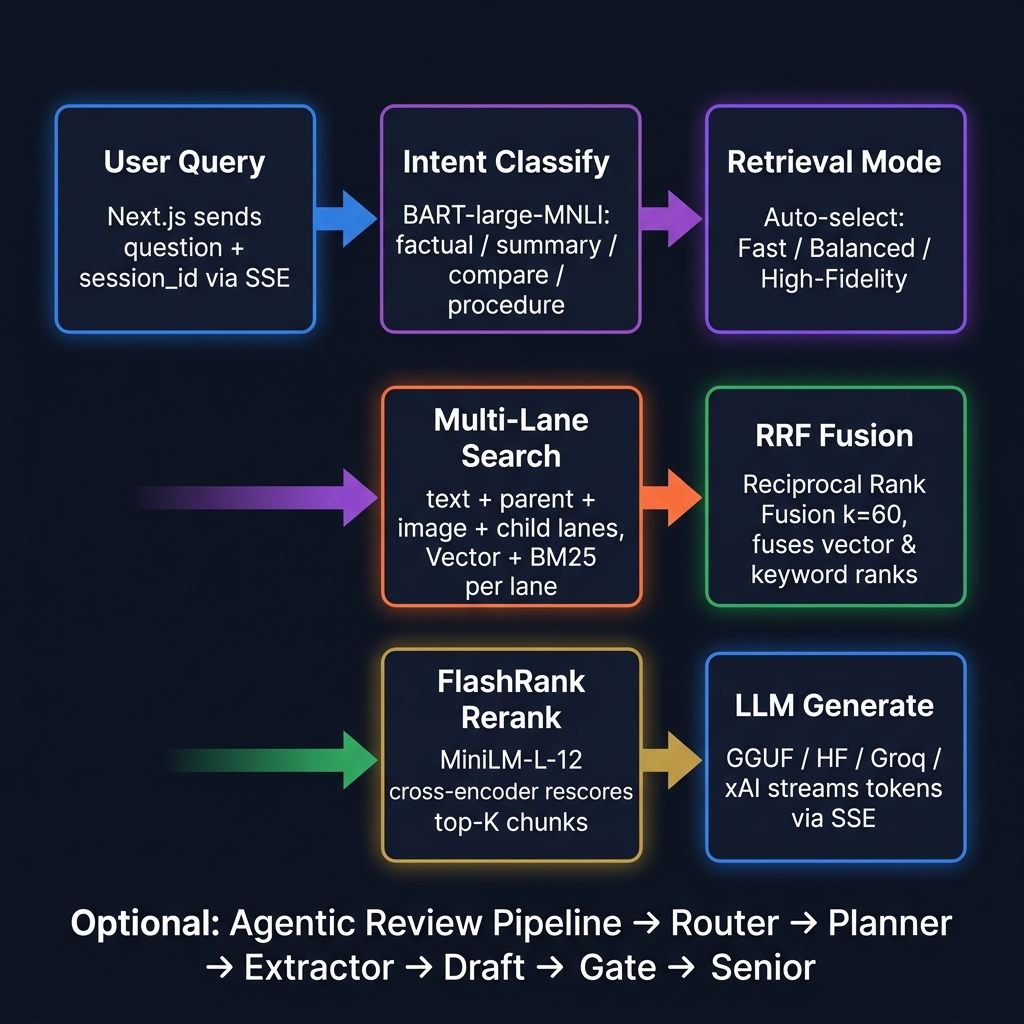 User Query
Next.js sends
question +
session_id via SSE
Intent Classify
BART-large-MNLI:
factual / summary /
compare /
procedure
Retrieval Mode
Auto-select:
Fast / Balanced /
High-Fidelity
Multi-Lane
Search
text + parent +
image + child lanes,
Vector + BM25
per lane
RRF Fusion
Reciprocal Rank
Fusion k=60,
fuses vector &
keyword ranks
FlashRank
Rerank
MiniLM-L-12
cross-encoder rescores
top-K chunks
LLM Generate
GGUF / HF / Groq /
xAI streams tokens
via SSE
Optional: Agentic Review Pipeline → Router → Planner
→ Extractor → Draft → Gate → Senior